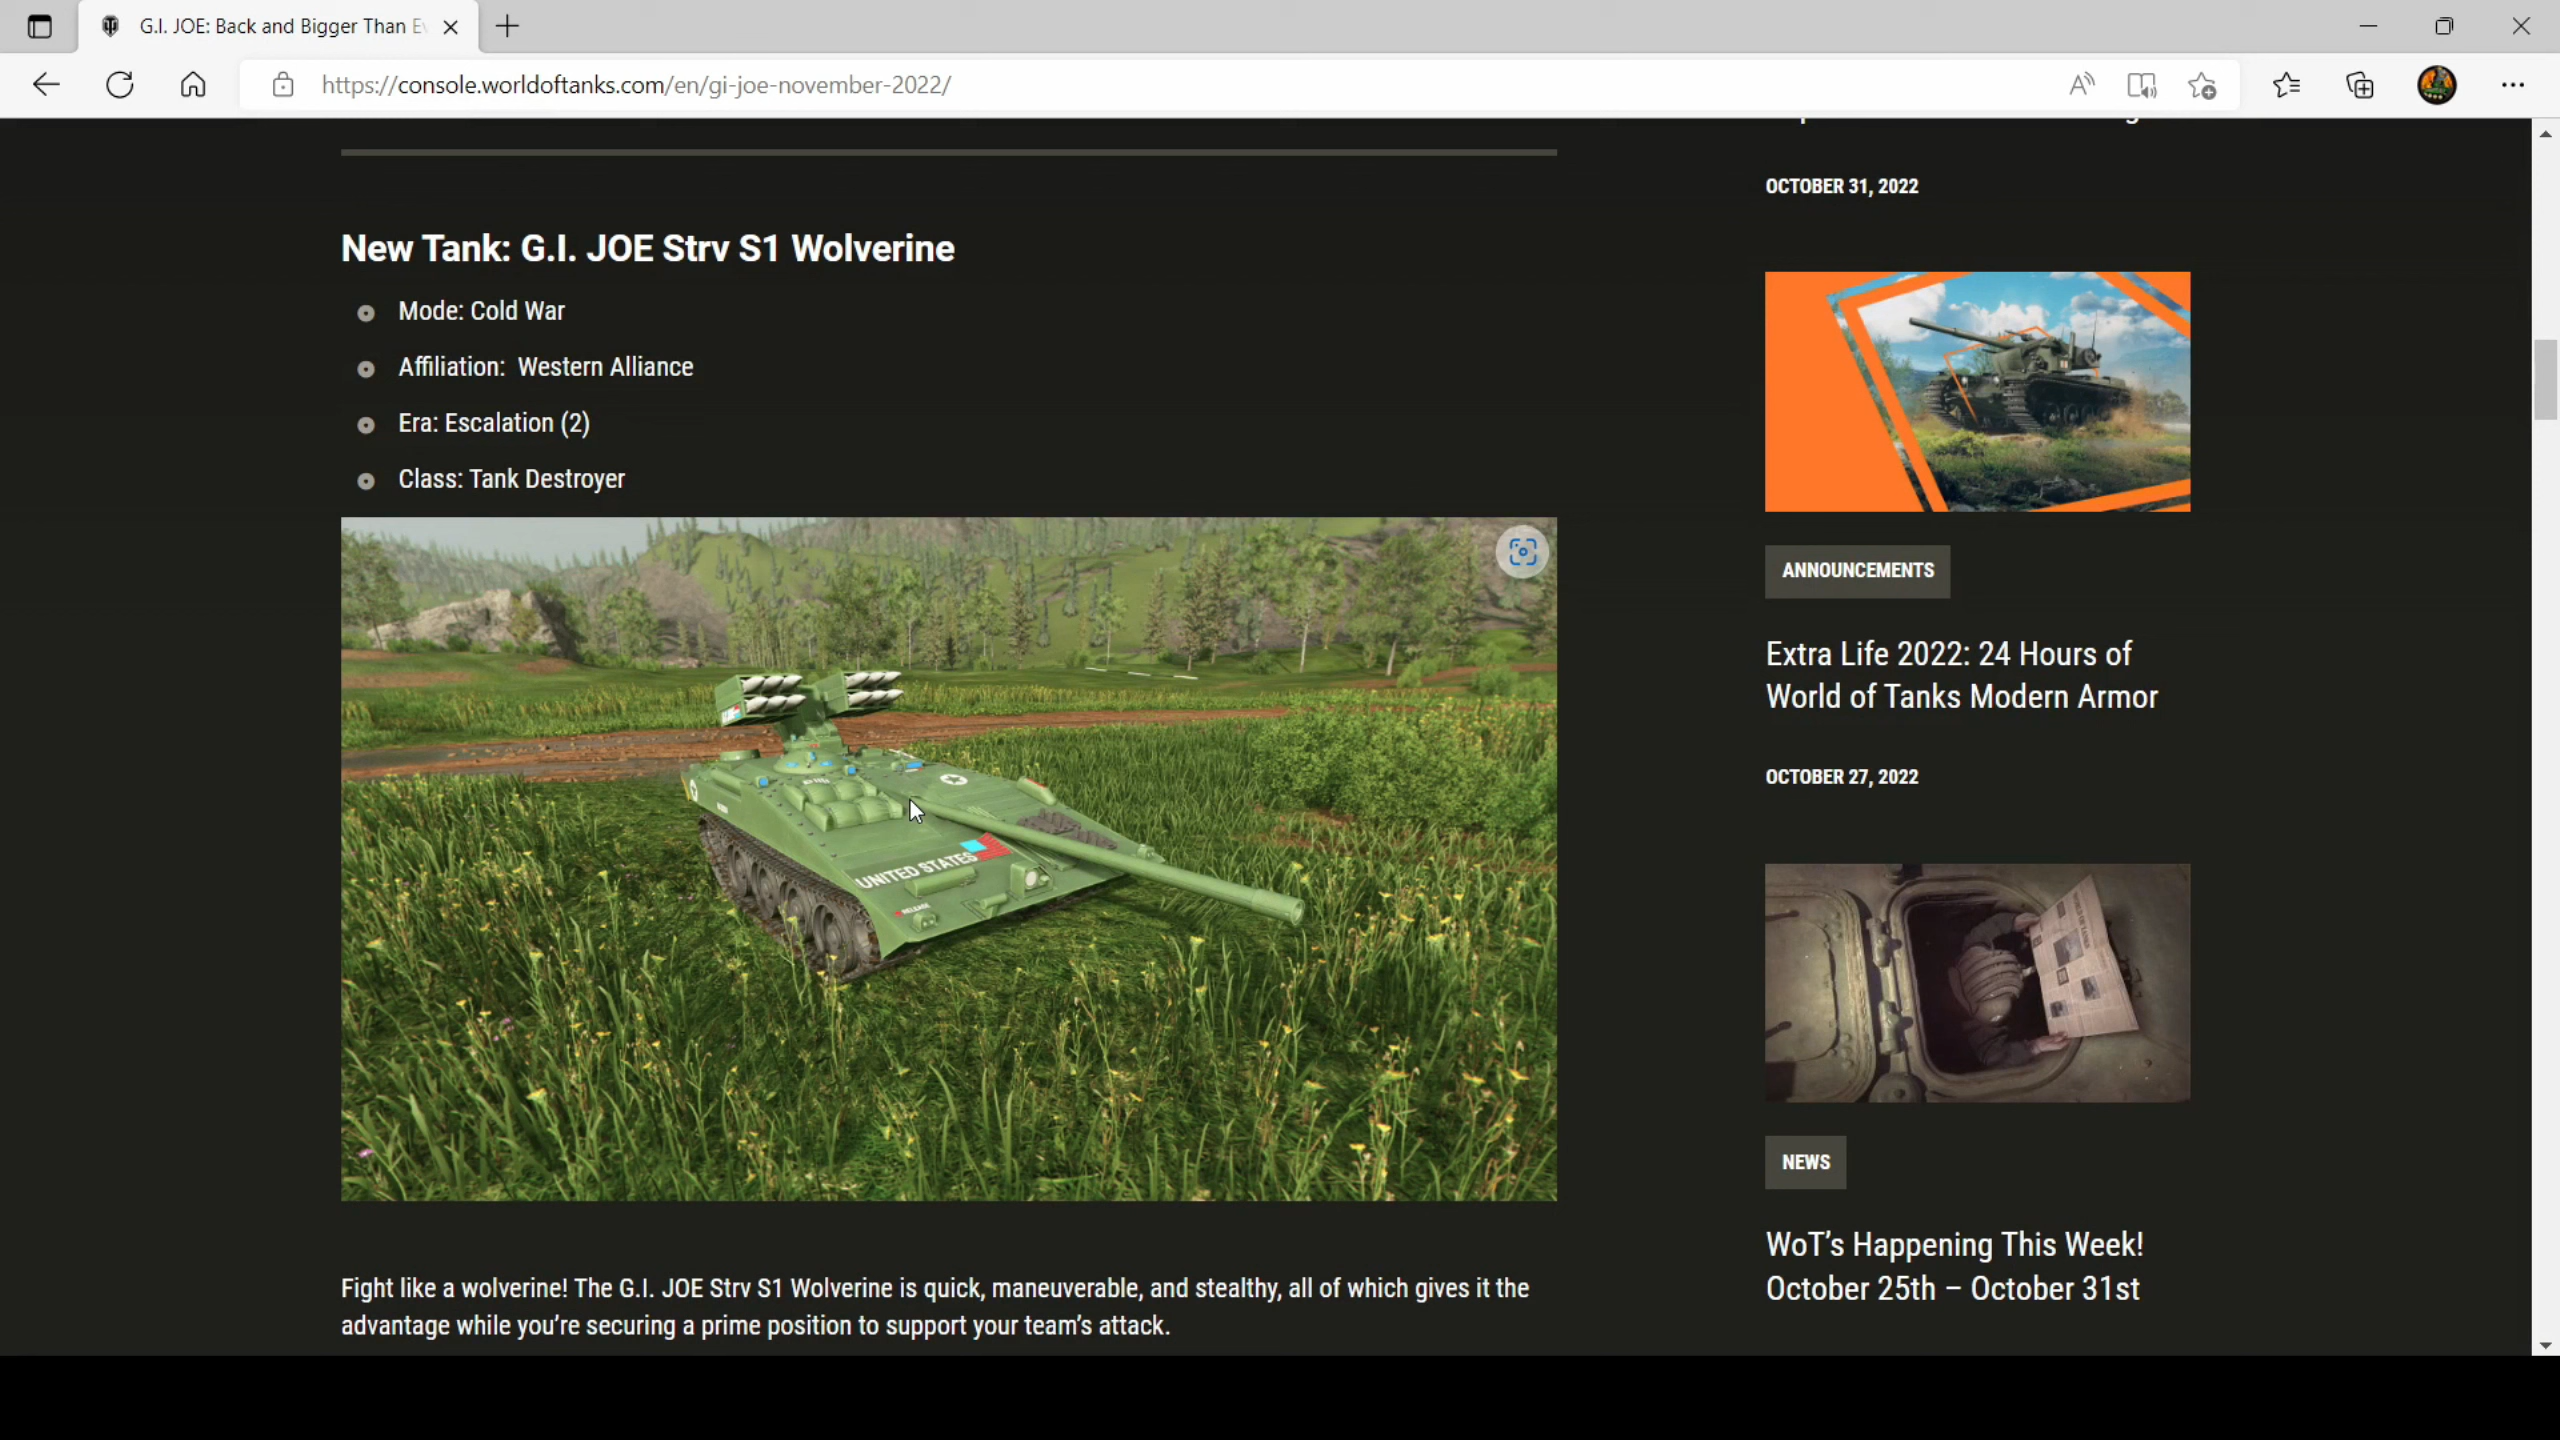 G.I. JOE: Back and Bigger Than Ev
https://console.worldoftanks.com/en/gi-joe-november-2022/
New Tank: G.I. JOE Strv S1 Wolverine
Mode: Cold War
Affiliation: Western Alliance
Era: Escalation (2)
Class: Tank Destroyer
UNITED STATES
RELEASE
Fight like a wolverine! The G.I. JOE Strv S1 Wolverine is quick, maneuverable, and stealthy, all of which gives it the
advantage while you're securing a prime position to support your team's attack.
OCTOBER 31, 2022
ANNOUNCEMENTS
Extra Life 2022: 24 Hours of
World of Tanks Modern Armor
OCTOBER 27, 2022
NEWS
WoT's Happening This Week!
October 25th – October 31st